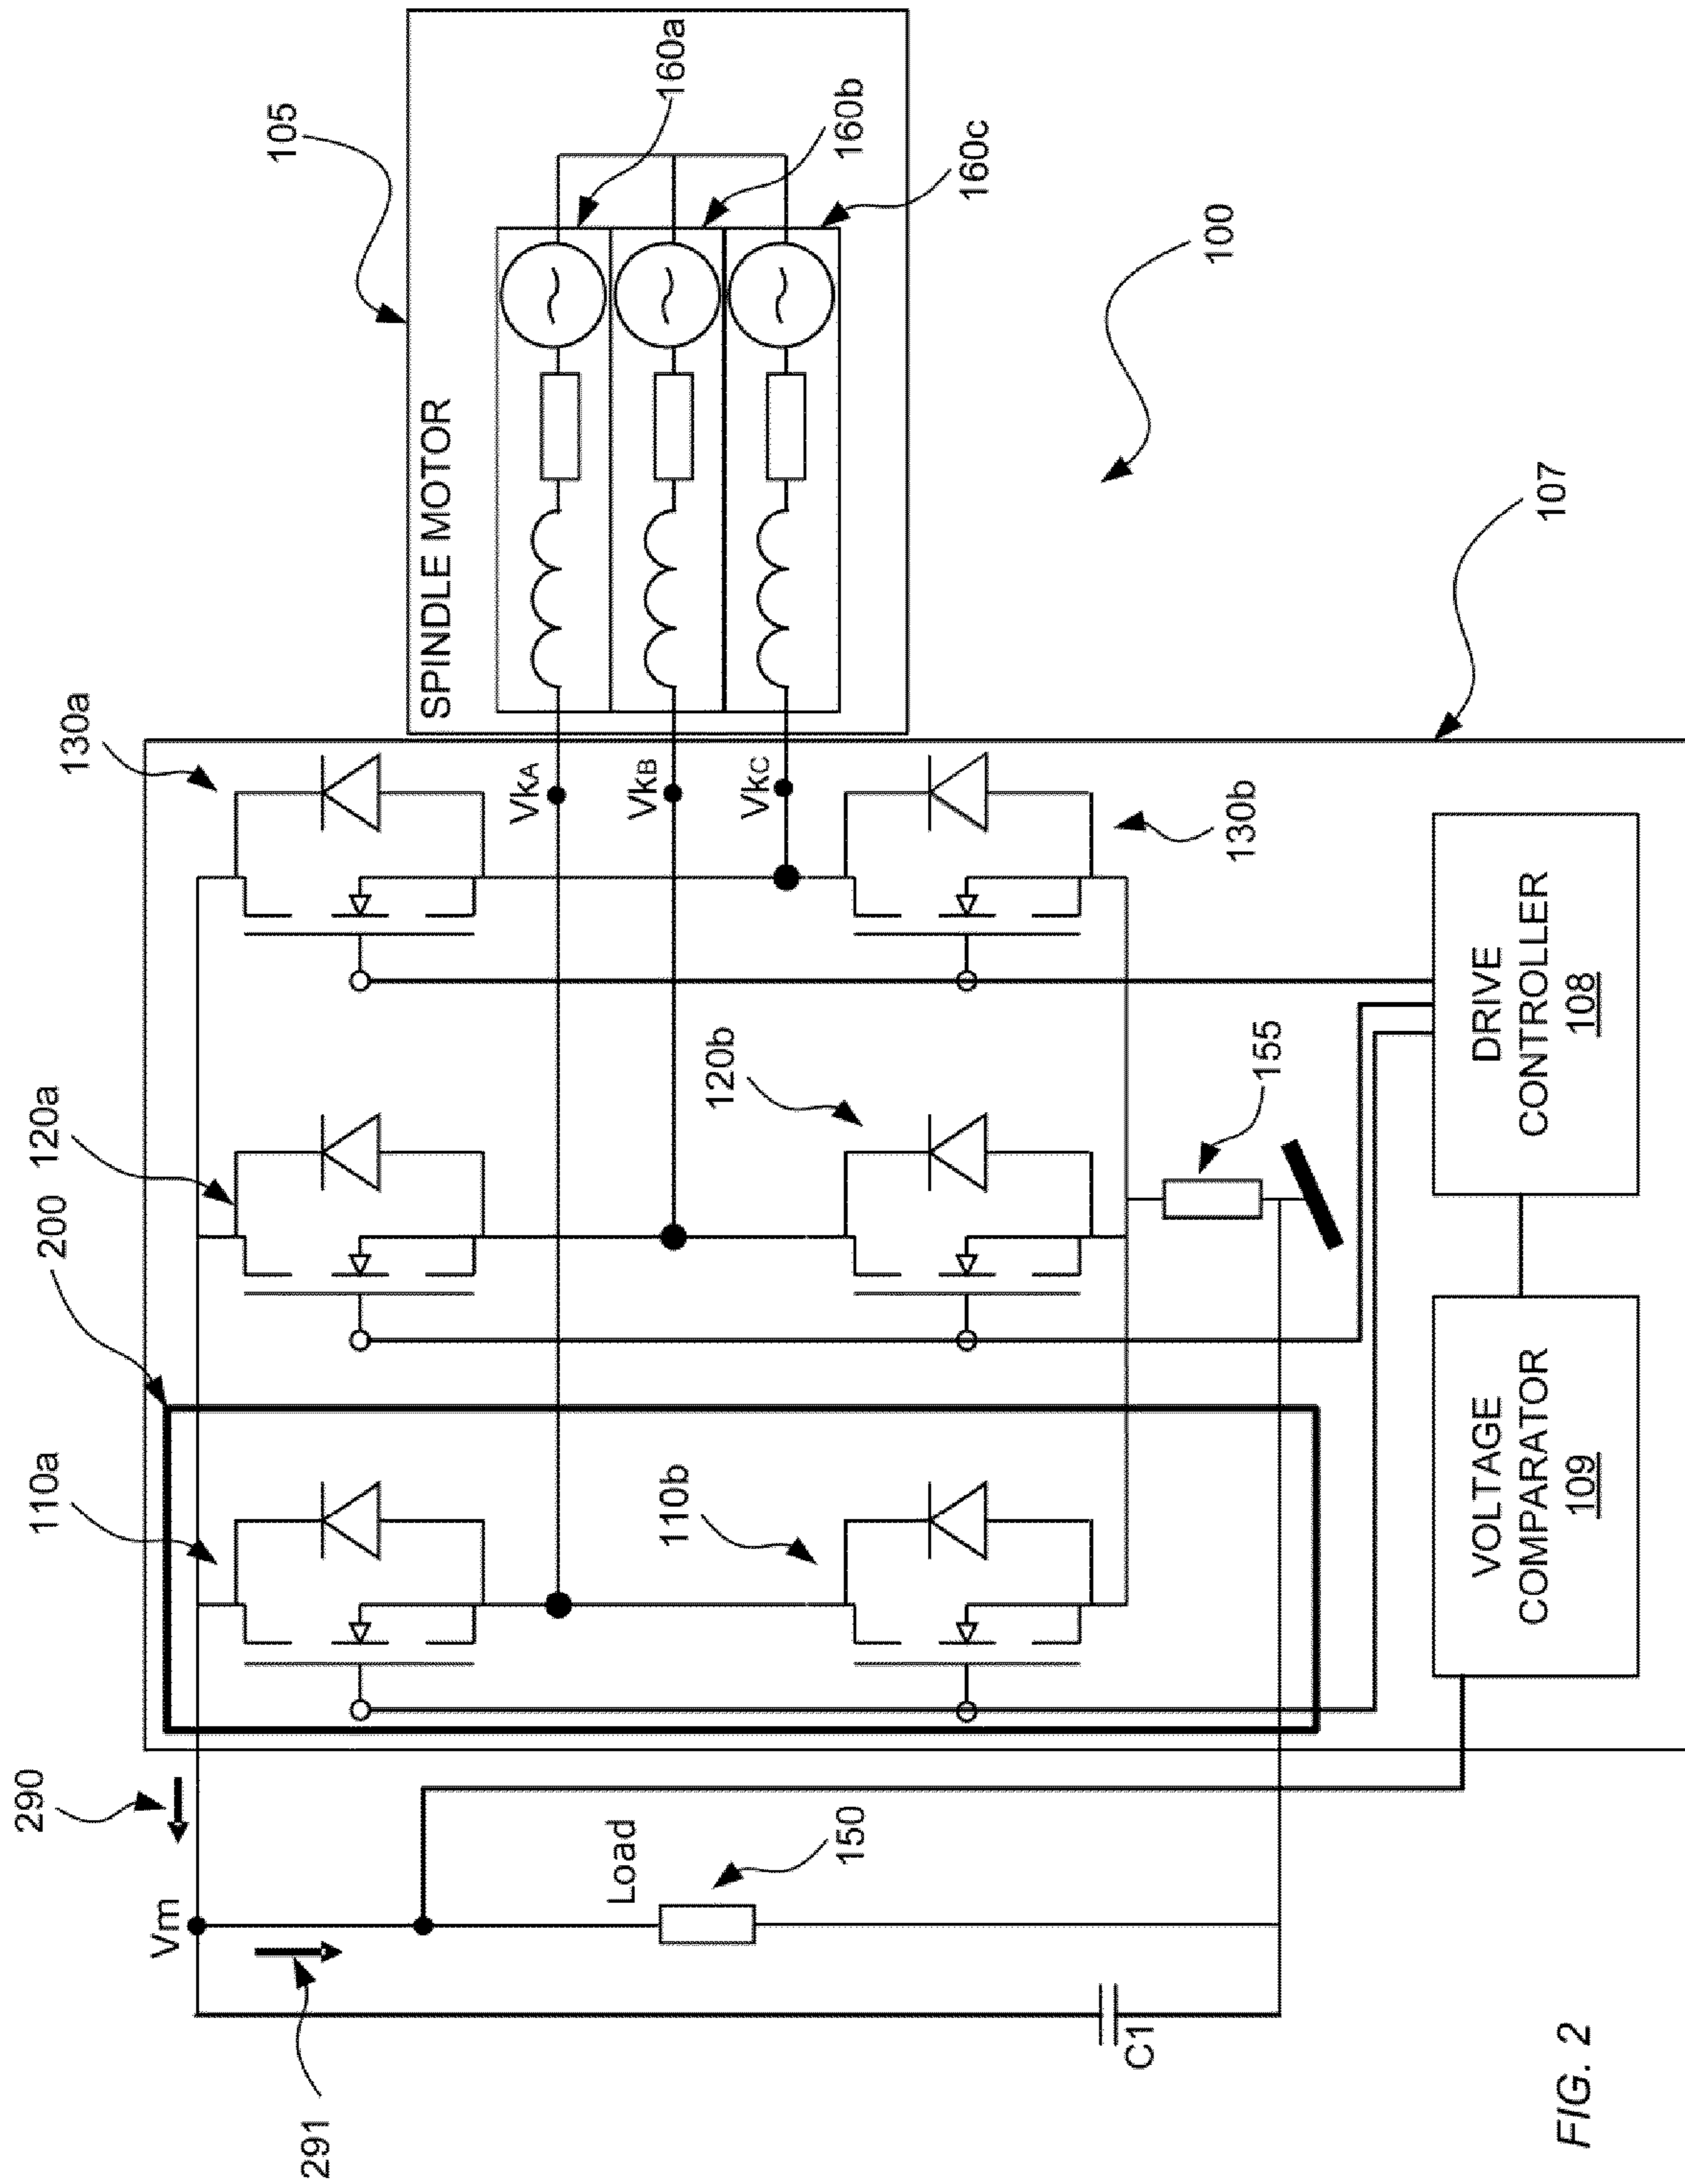 291
Vm
290
110a
200
120a
130a
105
SPINDLE MOTOR
160a
160b
160c
VkA
VkB
VkC
Load
150
110b
120b
130b
155
100
107
C1
VOLTAGE
COMPARATOR
109
DRIVE
CONTROLLER
108
FIG. 2